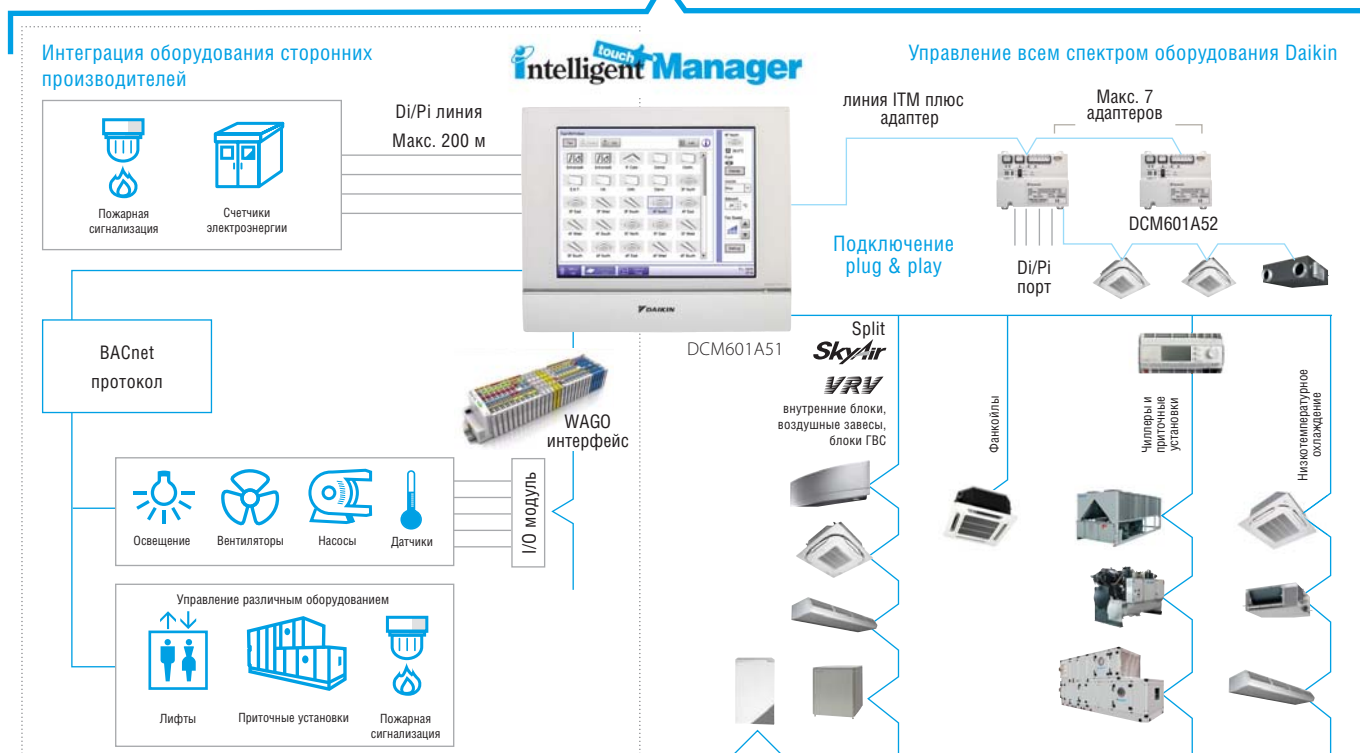 Интеграция оборудования сторонних
производителей
intelligent touch Manager
Управление всем спектром оборудования Daikin
Di/Pi линия
Макс. 200 м
Пожарная
сигнализация
Счетчики
электроэнергии
линия ITM плюс
адаптер
Макс. 7
адаптеров
DCM601A52
Подключение
plug & play
Di/Pi
порт
DAIKIN
DCM601A51
BACnet
протокол
WAGO
интерфейс
Split
SkyAir
VRV
внутренние блоки,
воздушные завесы,
блоки ГВС
Фанкойлы
Чиллеры и
приточные
установки
Низкотемпературное
охлаждение
Освещение
Вентиляторы
Насосы
Датчики
I/O модуль
Управление различным оборудованием
Лифты
Приточные установки
Пожарная
сигнализация